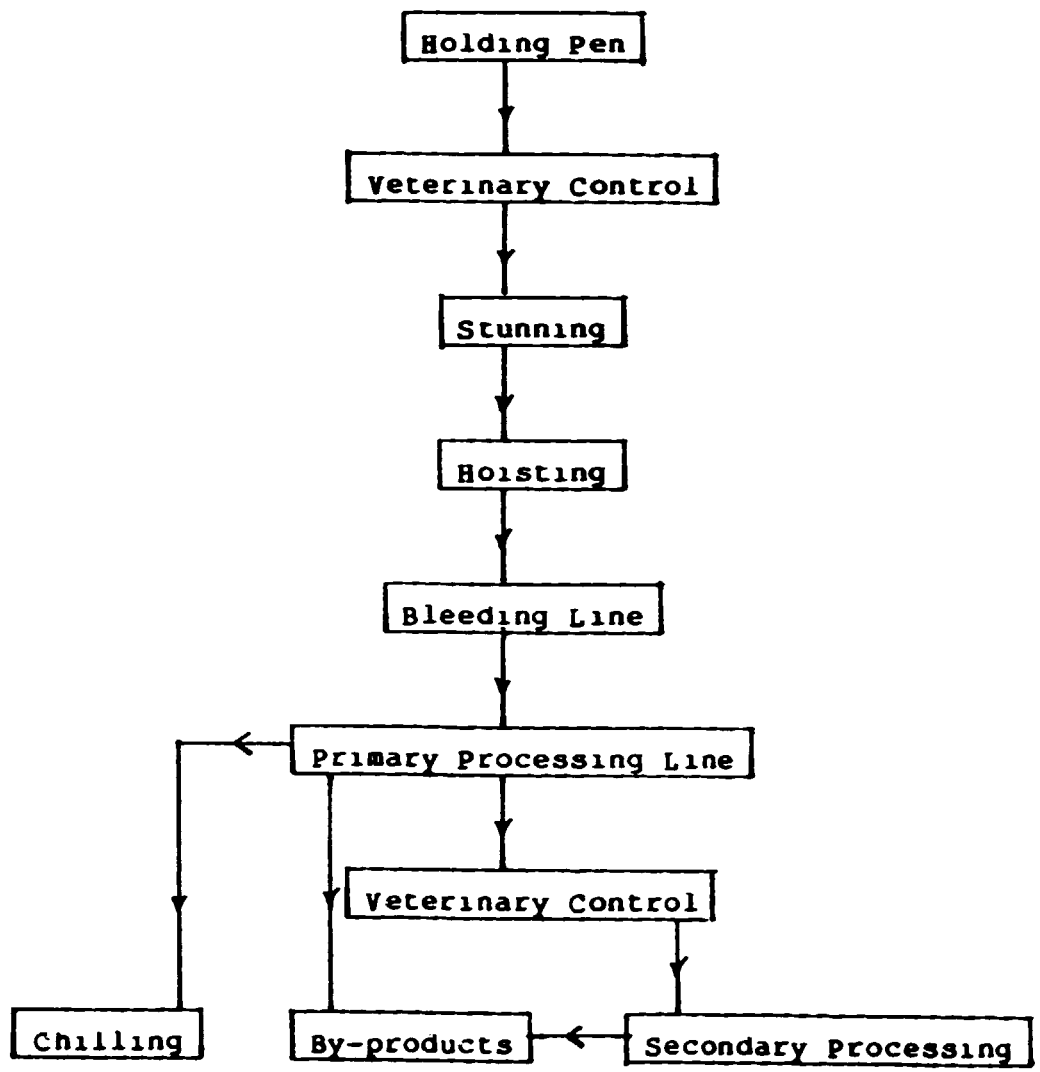 Holding Pen
Veterinary Control
Stunning
Hoisting
Bleeding Line
Primary Processing Line
Veterinary Control
Chilling
By-products
Secondary Processing